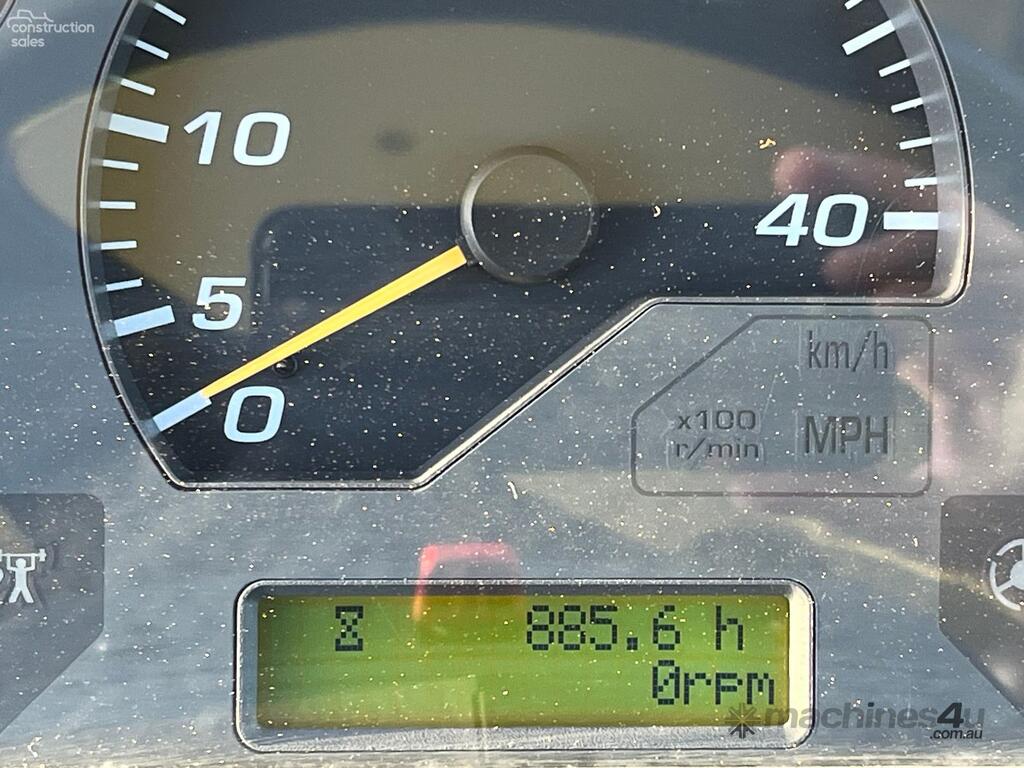 construction
sales
10
40
5
0
km/h
x100
r/min
MPH
885.6 h
0rpm
machines4u
.com.au